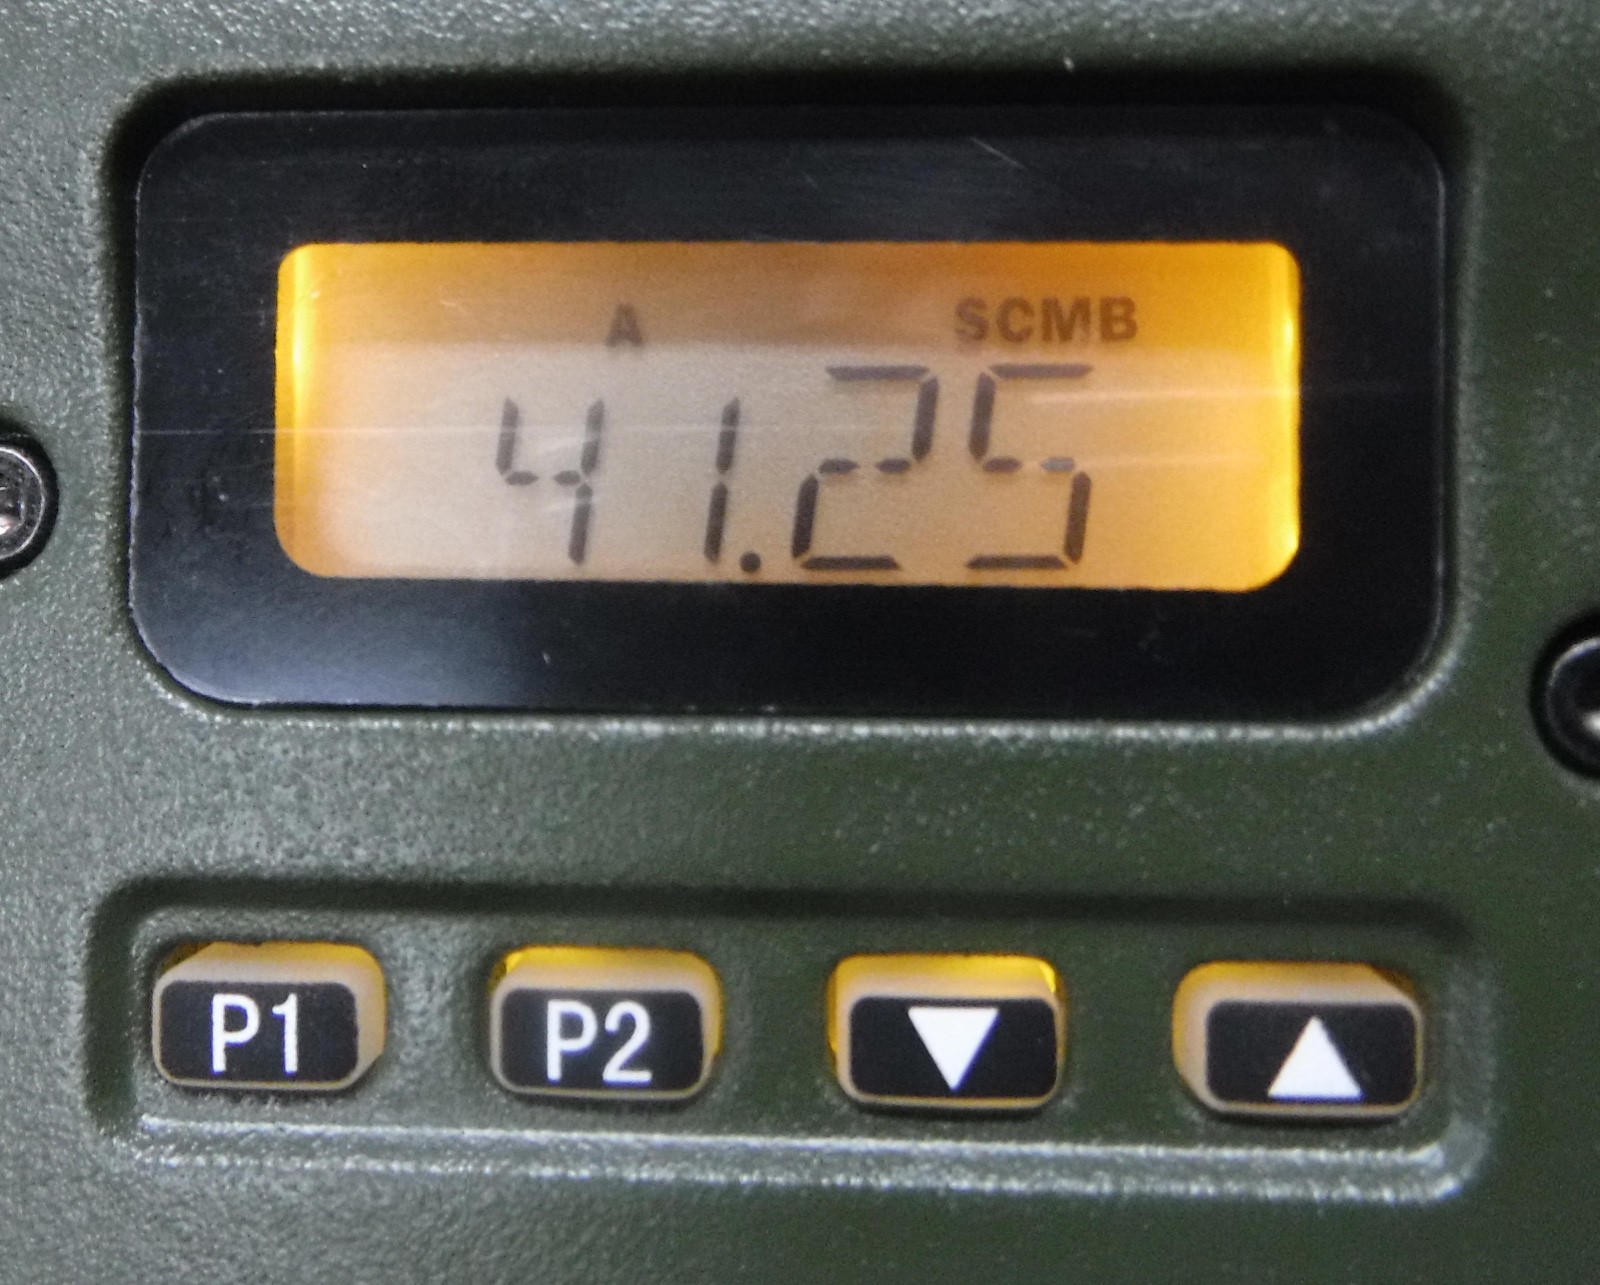 A SCMB
41.25
P1 P2 ▼ ▲